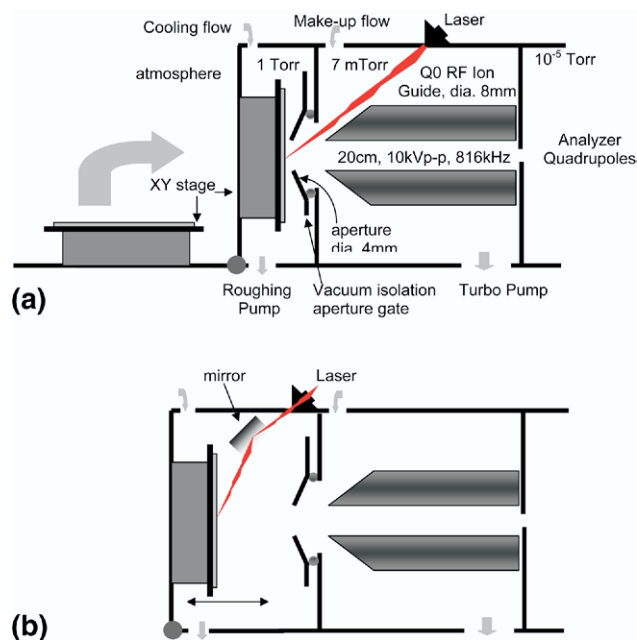 Cooling flow
Make-up flow
Laser
atmosphere
1 Torr
7 mTorr
10-5 Torr
Q0 RF Ion
Guide, dia. 8mm
Analyzer
Quadrupoles
20cm, 10kVp-p, 816kHz
XY stage
aperture
dia. 4mm
Roughing
Pump
Vacuum isolation
aperture gate
Turbo Pump
(a)
mirror
Laser
(b)